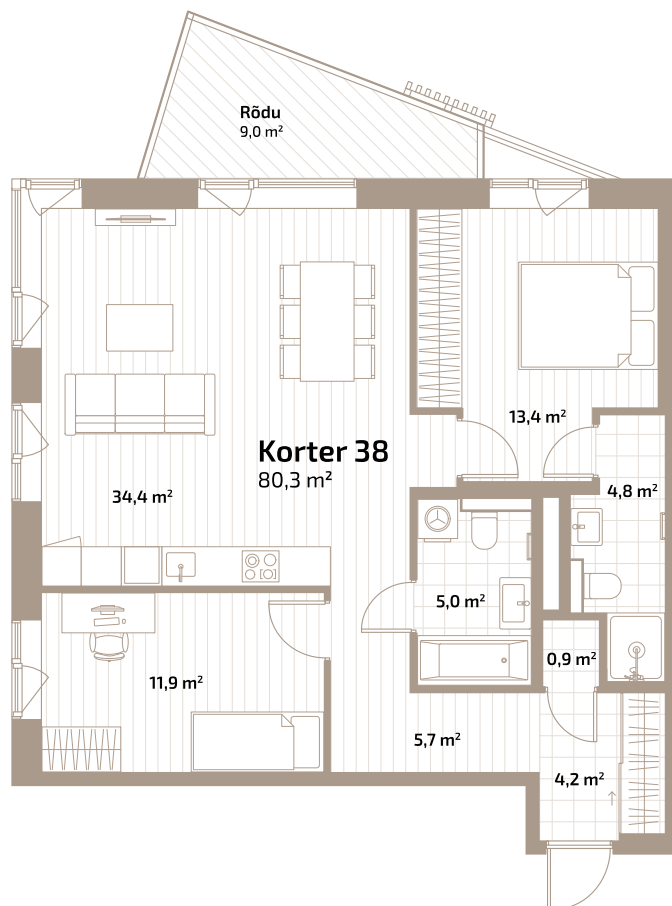 Rõdu
9,0 m²
13,4 m²
Korter 38
80,3 m²
34,4 m²
4,8 m²
5,0 m²
0,9 m²
11,9 m²
5,7 m²
4,2 m²